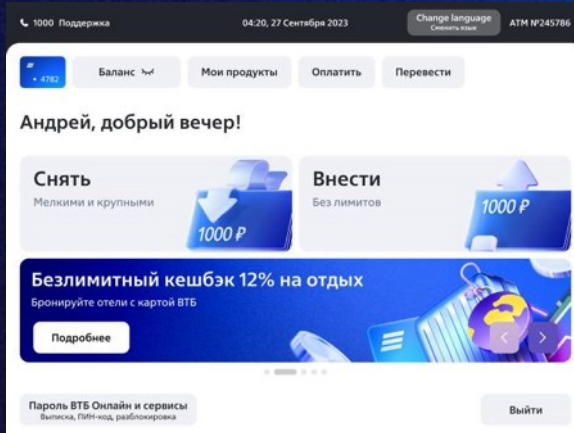 1000 Поддержка
04:20, 27 Сентября 2023
Change language
Сменить язык
ATM №245786
• 4782
Баланс
Мои продукты
Оплатить
Перевести
Андрей, добрый вечер!
Снять
Мелкими и крупными
1000 ₽
Внести
Без лимитов
1000 ₽
Безлимитный кешбэк 12% на отдых
Бронируйте отели с картой ВТБ
Подробнее
Пароль ВТБ Онлайн и сервисы
Выписка, ПИН-код, разблокировка
Выйти